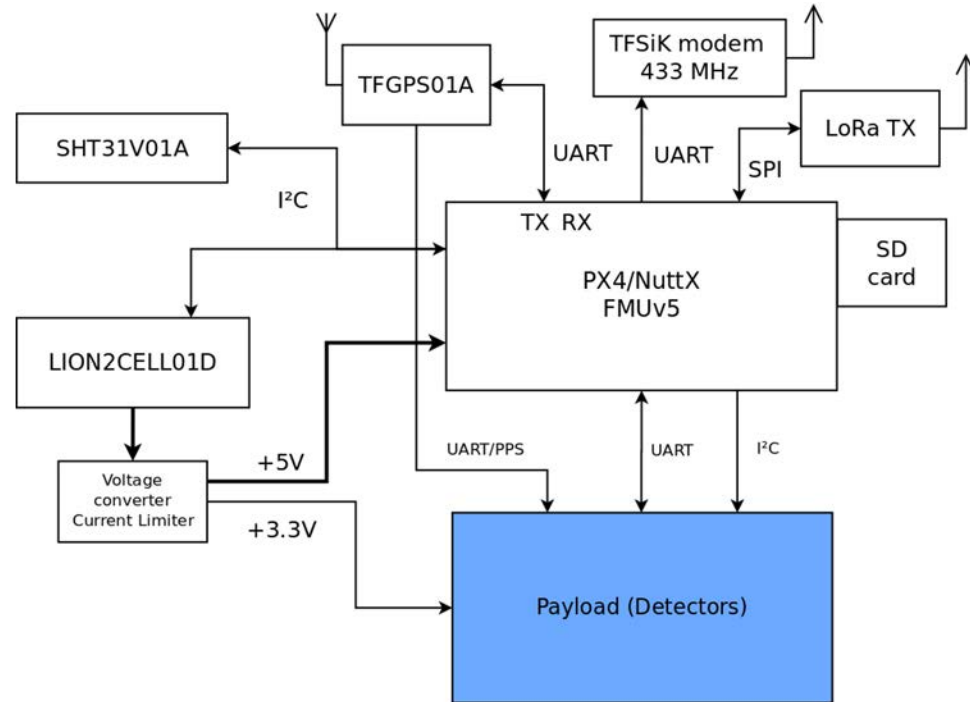 TFSiK modem
433 MHz
TFGPS01A
LoRa TX
SHT31V01A
UART
UART
SPI
I²C
TX RX
PX4/NuttX
FMUv5
SD
card
LION2CELL01D
+5V
UART/PPS
UART
I²C
Voltage
converter
Current Limiter
+3.3V
Payload (Detectors)